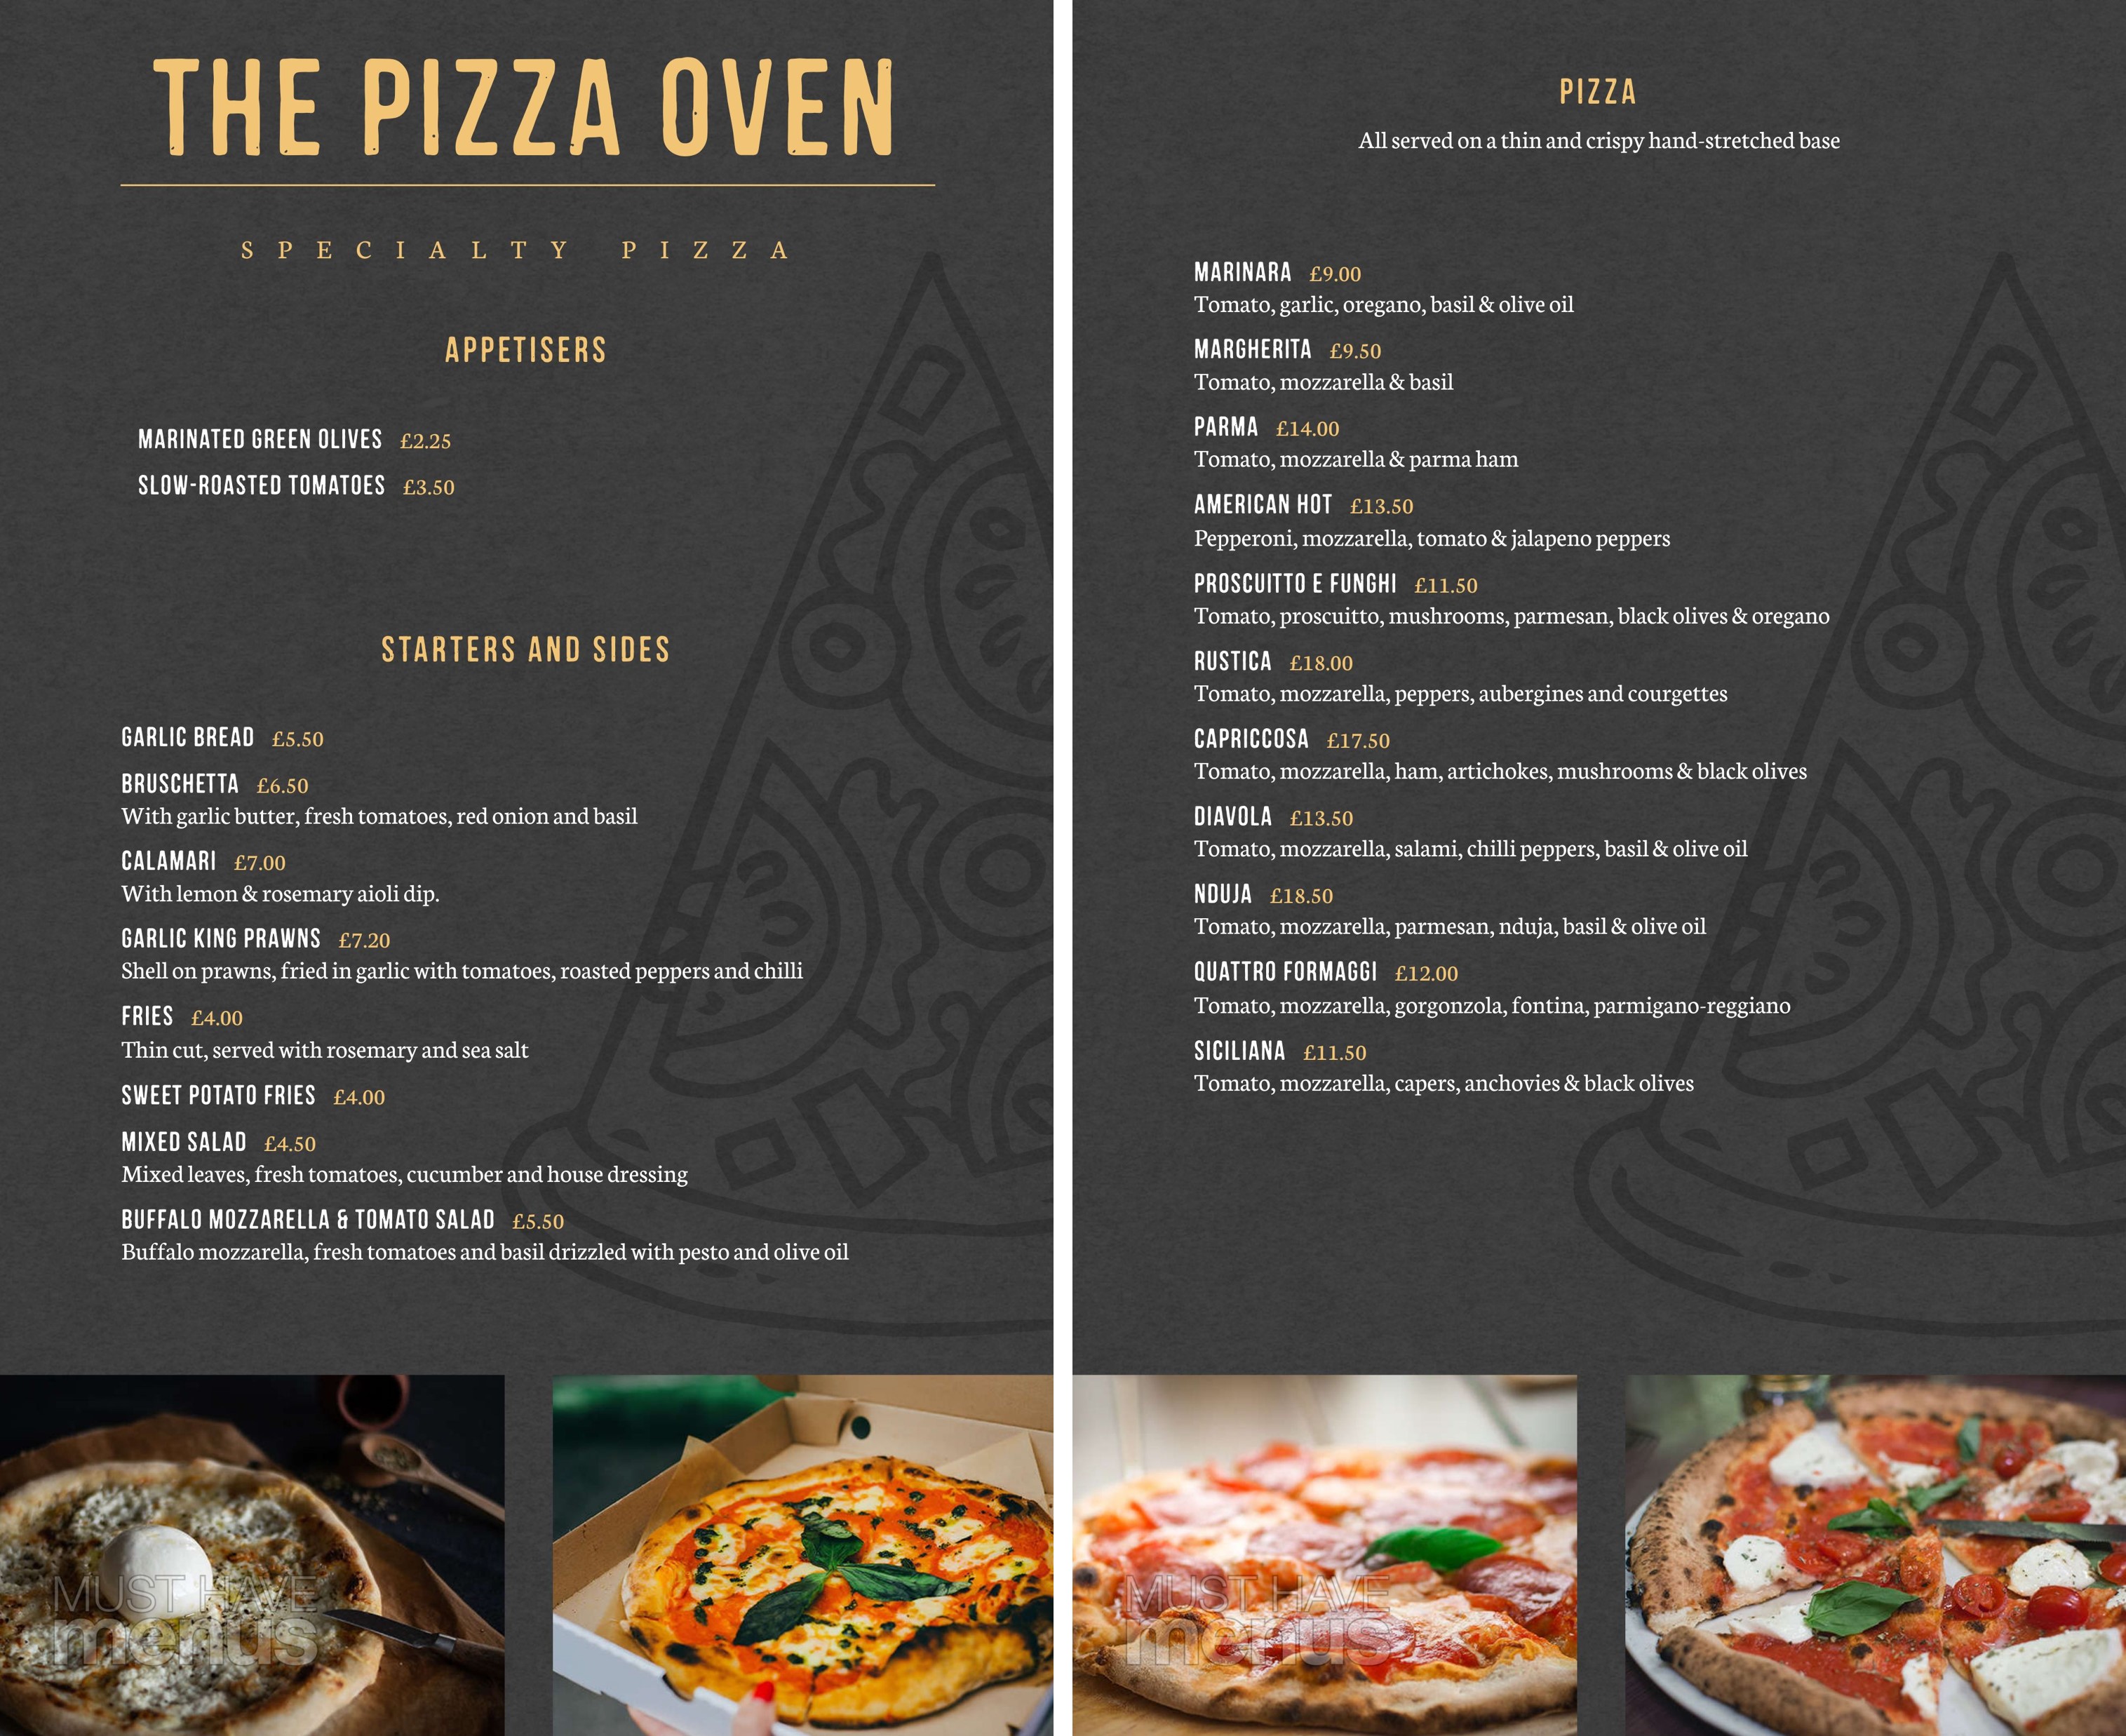 THE PIZZA OVEN
SPECIALTY PIZZA
APPETISERS
MARINATED GREEN OLIVES £2.25
SLOW-ROASTED TOMATOES £3.50
STARTERS AND SIDES
GARLIC BREAD £5.50
BRUSCHETTA £6.50
With garlic butter, fresh tomatoes, red onion and basil
CALAMARI £7.00
With lemon & rosemary aioli dip.
GARLIC KING PRAWNS £7.20
Shell on prawns, fried in garlic with tomatoes, roasted peppers and chilli
FRIES £4.00
Thin cut, served with rosemary and sea salt
SWEET POTATO FRIES £4.00
MIXED SALAD £4.50
Mixed leaves, fresh tomatoes, cucumber and house dressing
BUFFALO MOZZARELLA & TOMATO SALAD £5.50
Buffalo mozzarella, fresh tomatoes and basil drizzled with pesto and olive oil
MUST HAVE
menus
PIZZA
All served on a thin and crispy hand-stretched base
MARINARA £9.00
Tomato, garlic, oregano, basil & olive oil
MARGHERITA £9.50
Tomato, mozzarella & basil
PARMA £14.00
Tomato, mozzarella & parma ham
AMERICAN HOT £13.50
Pepperoni, mozzarella, tomato & jalapeno peppers
PROSCUITTO E FUNGHI £11.50
Tomato, proscuitto, mushrooms, parmesan, black olives & oregano
RUSTICA £18.00
Tomato, mozzarella, peppers, aubergines and courgettes
CAPRICCOSA £17.50
Tomato, mozzarella, ham, artichokes, mushrooms & black olives
DIAVOLA £13.50
Tomato, mozzarella, salami, chilli peppers, basil & olive oil
NDUJA £18.50
Tomato, mozzarella, parmesan, nduja, basil & olive oil
QUATTRO FORMAGGI £12.00
Tomato, mozzarella, gorgonzola, fontina, parmigano-reggiano
SICILIANA £11.50
Tomato, mozzarella, capers, anchovies & black olives
MUST HAVE
menus